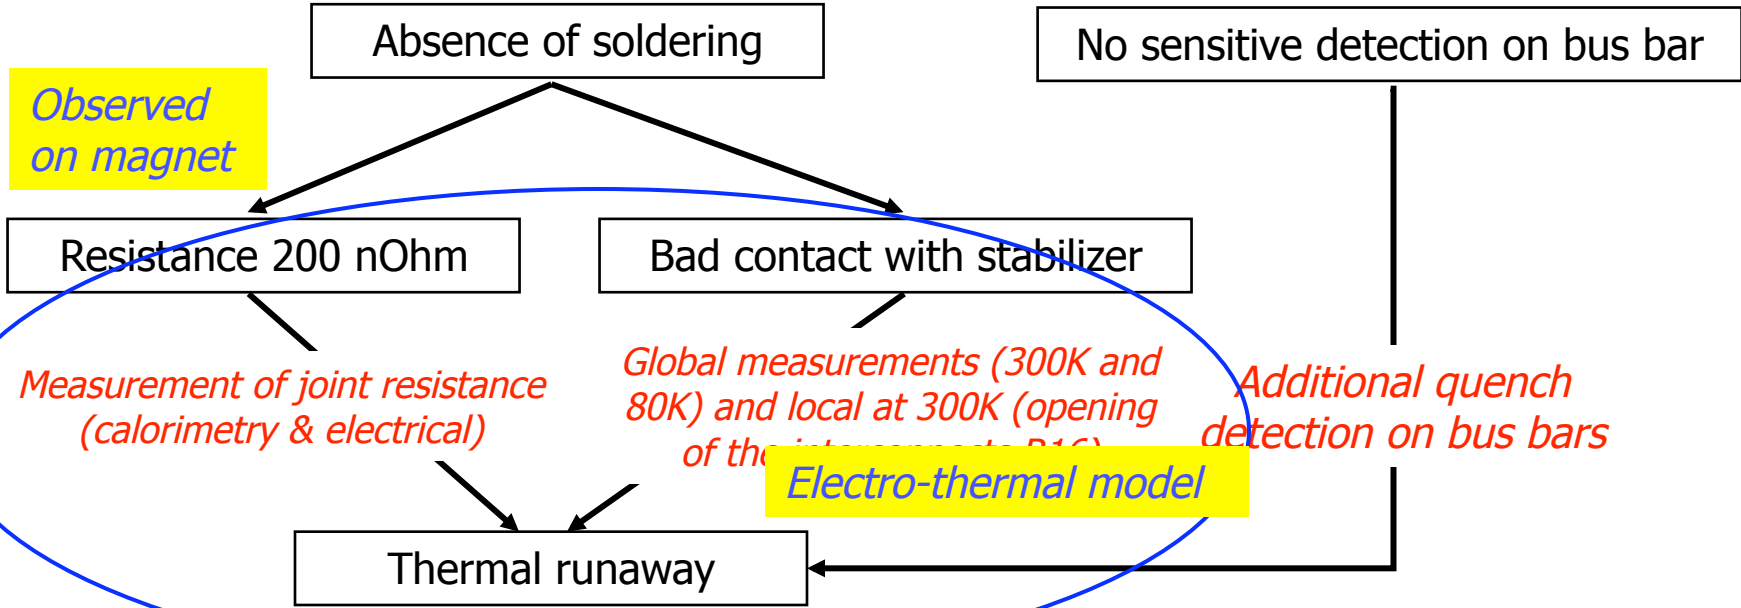 Absence of soldering
No sensitive detection on bus bar
Observed
on magnet
Resistance 200 nOhm
Bad contact with stabilizer
Measurement of joint resistance
(calorimetry & electrical)
Global measurements (300K and
80K) and local at 300K (opening
of the
Additional quench
detection on bus bars
Electro-thermal model
Thermal runaway